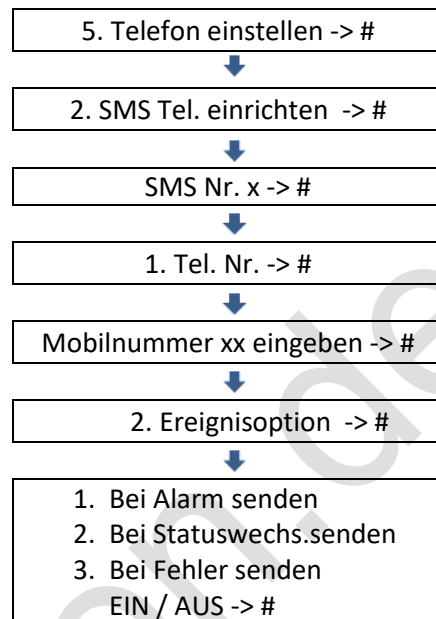 5. Telefon einstellen -> #
2. SMS Tel. einrichten -> #
SMS Nr. x -> #
1. Tel. Nr. -> #
Mobilnummer xx eingeben -> #
2. Ereignisoption -> #
1. Bei Alarm senden
2. Bei Statuswechs.senden
3. Bei Fehler senden
EIN / AUS -> #